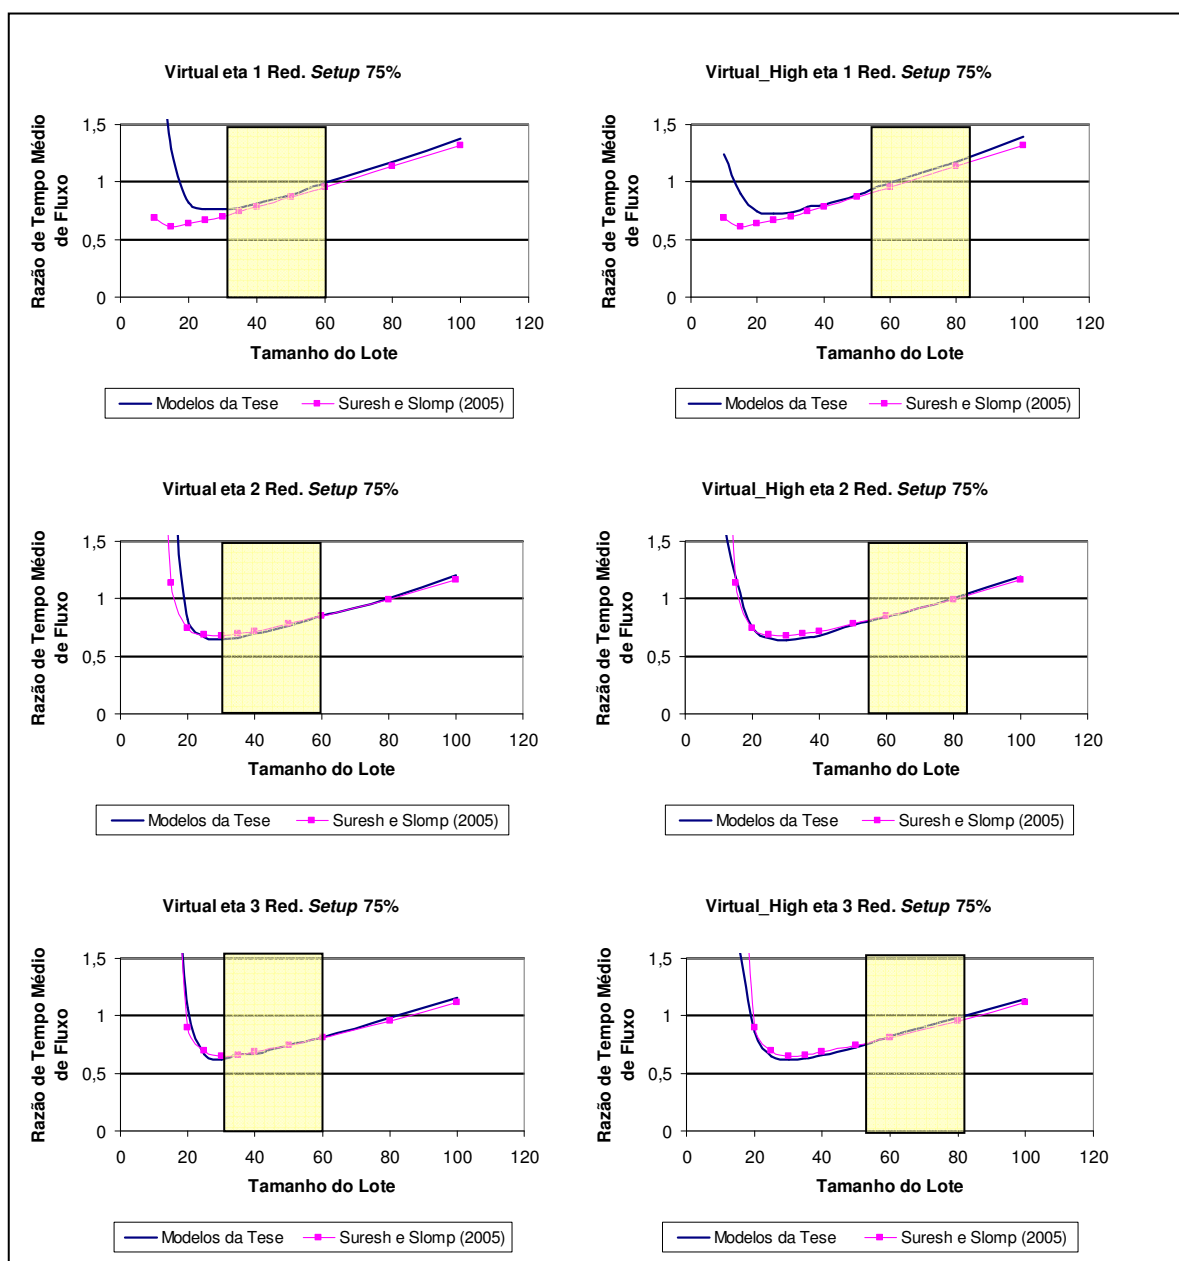 Virtual eta 1 Red. Setup 75%
Razão de Tempo Médio
de Fluxo
1,5
1
0,5
0
0 20 40 60 80 100 120
Tamanho do Lote
Modelos da Tese Suresh e Slomp (2005)
Virtual_High eta 1 Red. Setup 75%
Razão de Tempo Médio
de Fluxo
1,5
1
0,5
0
0 20 40 60 80 100 120
Tamanho do Lote
Modelos da Tese Suresh e Slomp (2005)
Virtual eta 2 Red. Setup 75%
Razão de Tempo Médio
de Fluxo
1,5
1
0,5
0
0 20 40 60 80 100 120
Tamanho do Lote
Modelos da Tese Suresh e Slomp (2005)
Virtual_High eta 2 Red. Setup 75%
Razão de Tempo Médio
de Fluxo
1,5
1
0,5
0
0 20 40 60 80 100 120
Tamanho do Lote
Modelos da Tese Suresh e Slomp (2005)
Virtual eta 3 Red. Setup 75%
Razão de Tempo Médio
de Fluxo
1,5
1
0,5
0
0 20 40 60 80 100 120
Tamanho do Lote
Modelos da Tese Suresh e Slomp (2005)
Virtual_High eta 3 Red. Setup 75%
Razão de Tempo Médio
de Fluxo
1,5
1
0,5
0
0 20 40 60 80 100 120
Tamanho do Lote
Modelos da Tese Suresh e Slomp (2005)